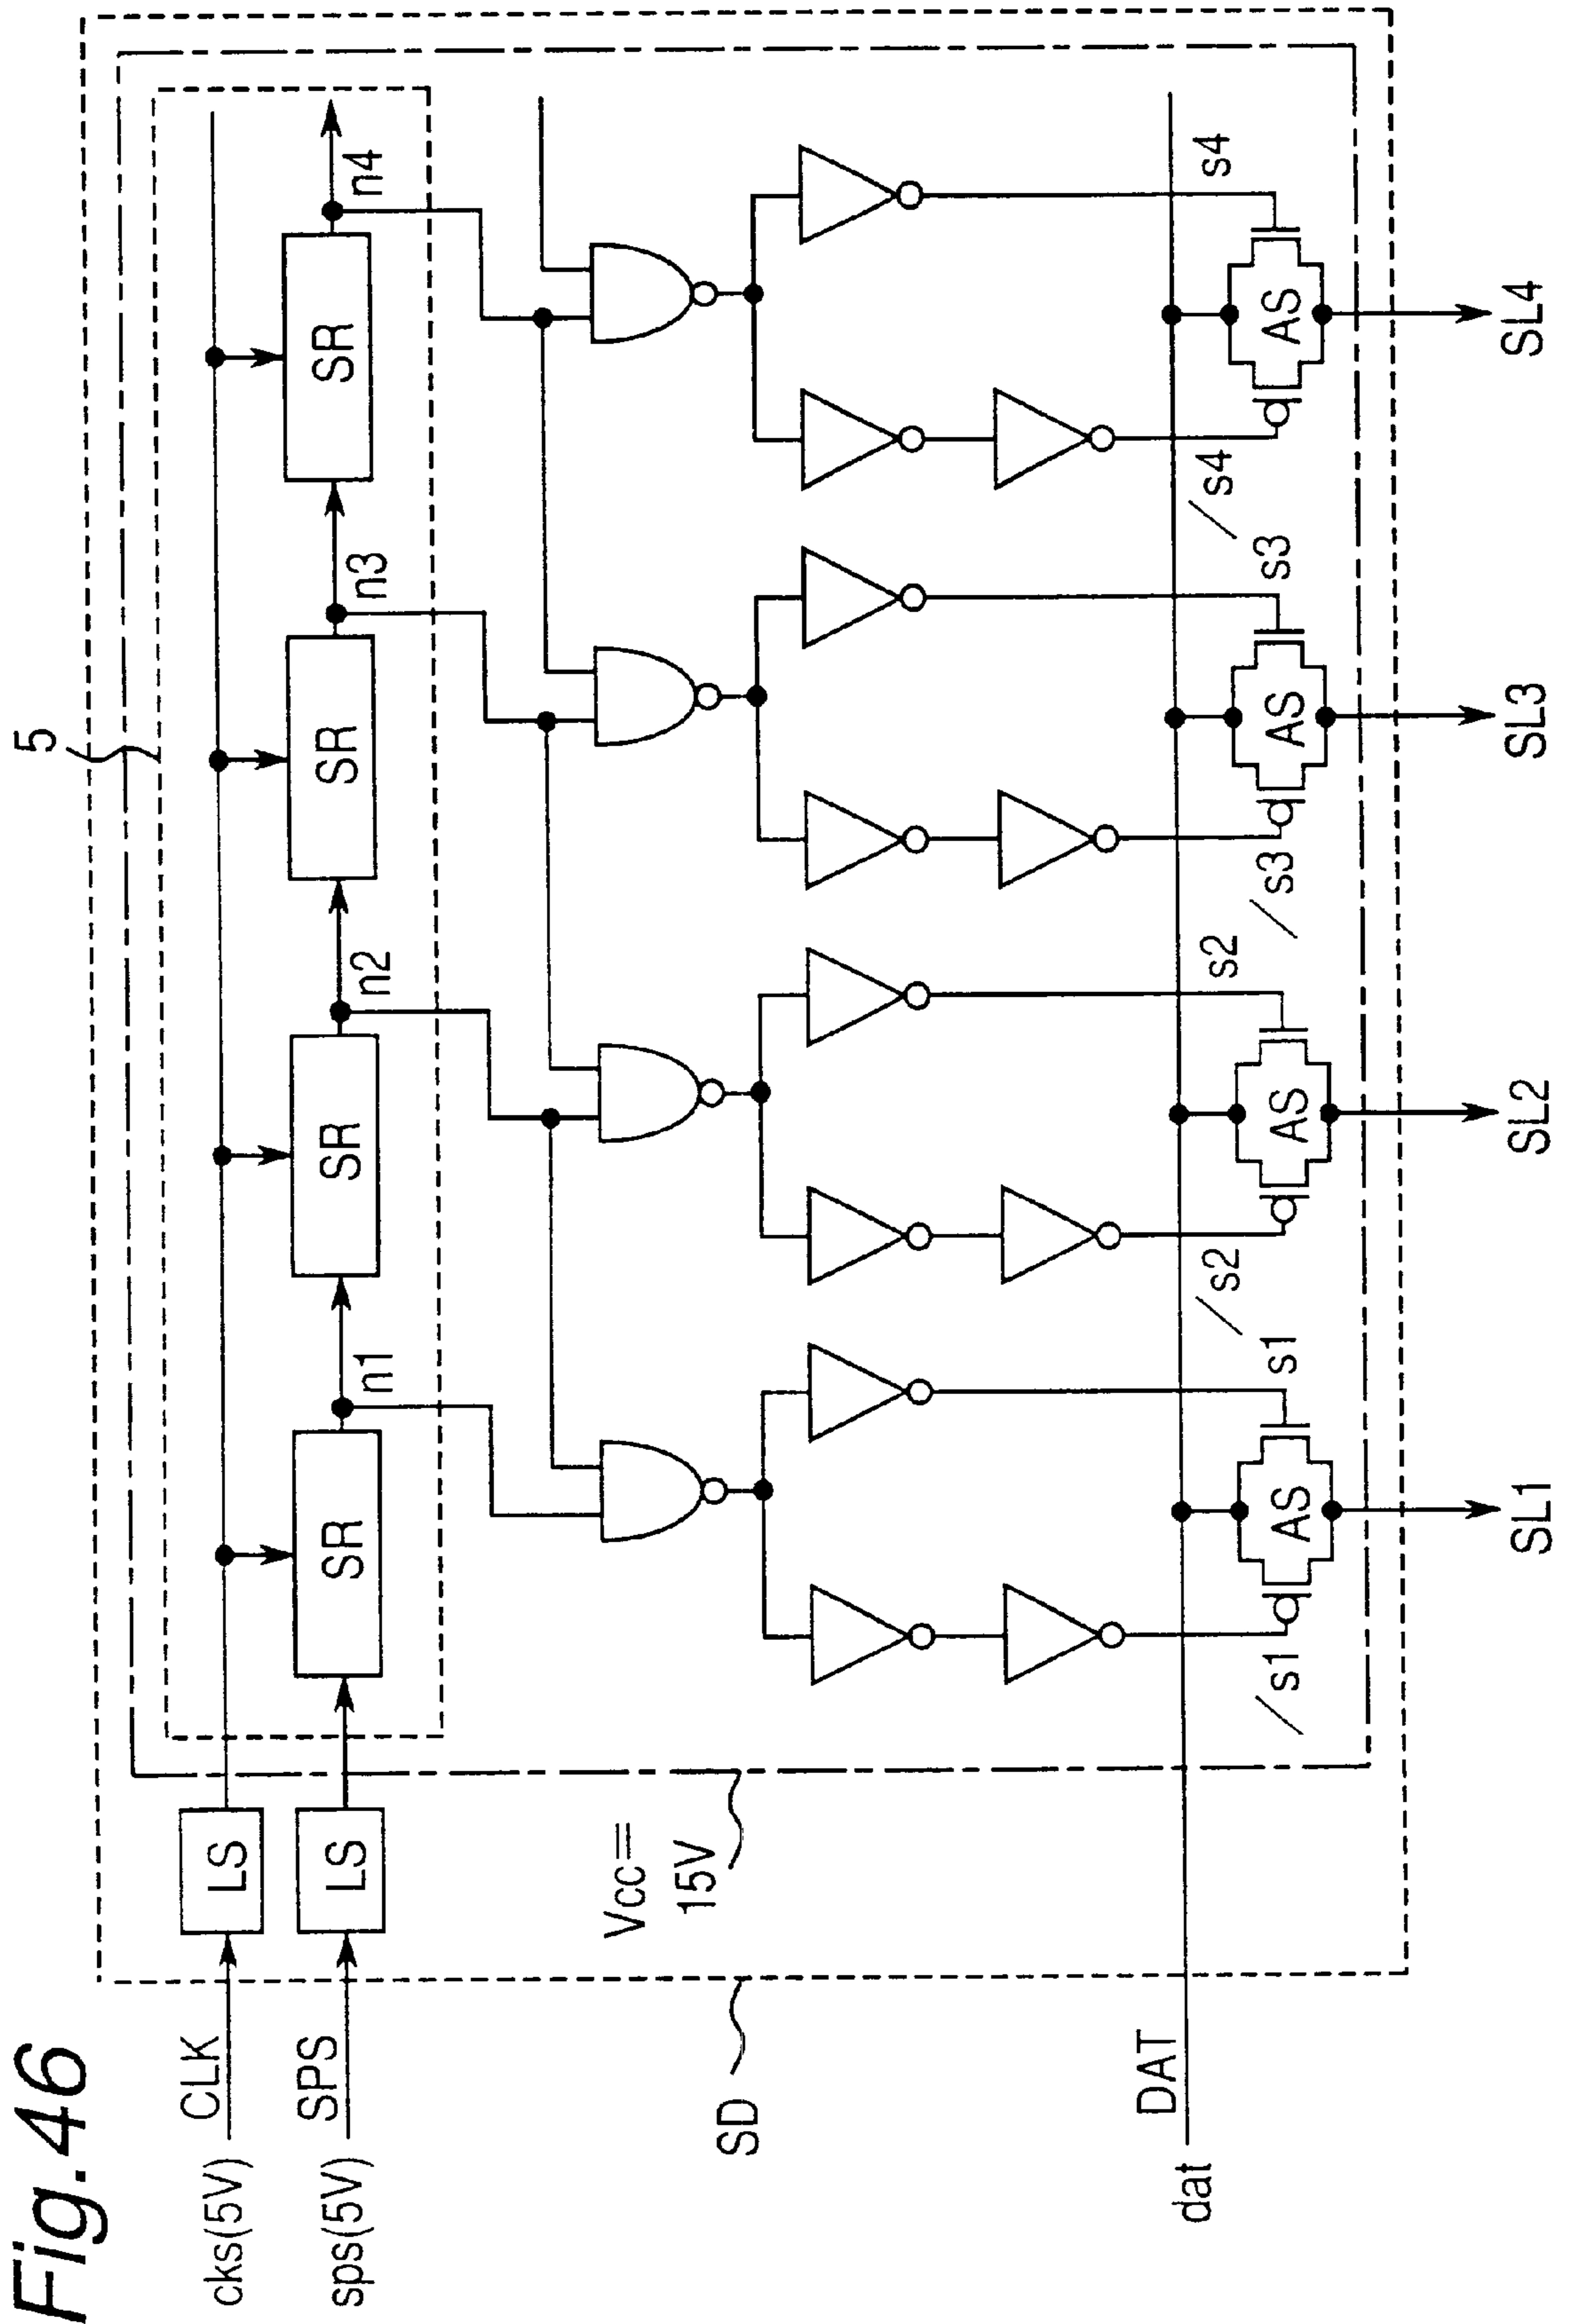 Fig.46
5
cks(5V)
CLK
LS
sps(5V)
SPS
LS
SR
n1
SR
n2
SR
n3
SR
n4
Vcc=
15V
SD
dat
DAT
/s1
s1
/s2
s2
/s3
s3
/s4
s4
AS
AS
AS
AS
SL1
SL2
SL3
SL4